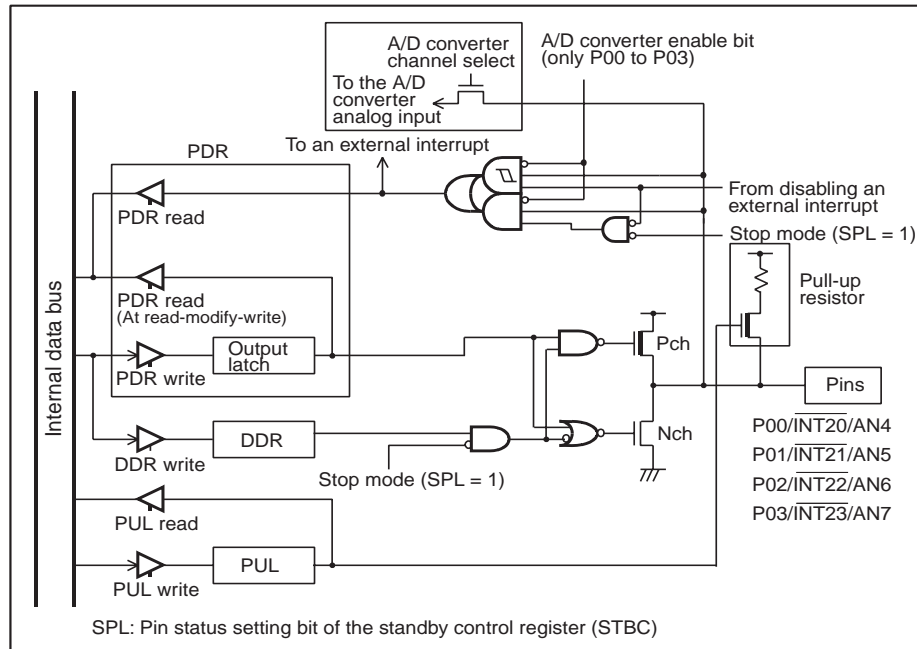 A/D converter
channel select
To the A/D
converter
analog input
A/D converter enable bit
(only P00 to P03)
To an external interrupt
PDR
PDR read
From disabling an
external interrupt
Stop mode (SPL = 1)
Pull-up
resistor
PDR read
(At read-modify-write)
Output
latch
PDR write
Pch
Pins
Internal data bus
DDR
DDR write
Nch
Stop mode (SPL = 1)
P00/INT20/AN4
P01/INT21/AN5
P02/INT22/AN6
P03/INT23/AN7
PUL read
PUL
PUL write
SPL: Pin status setting bit of the standby control register (STBC)